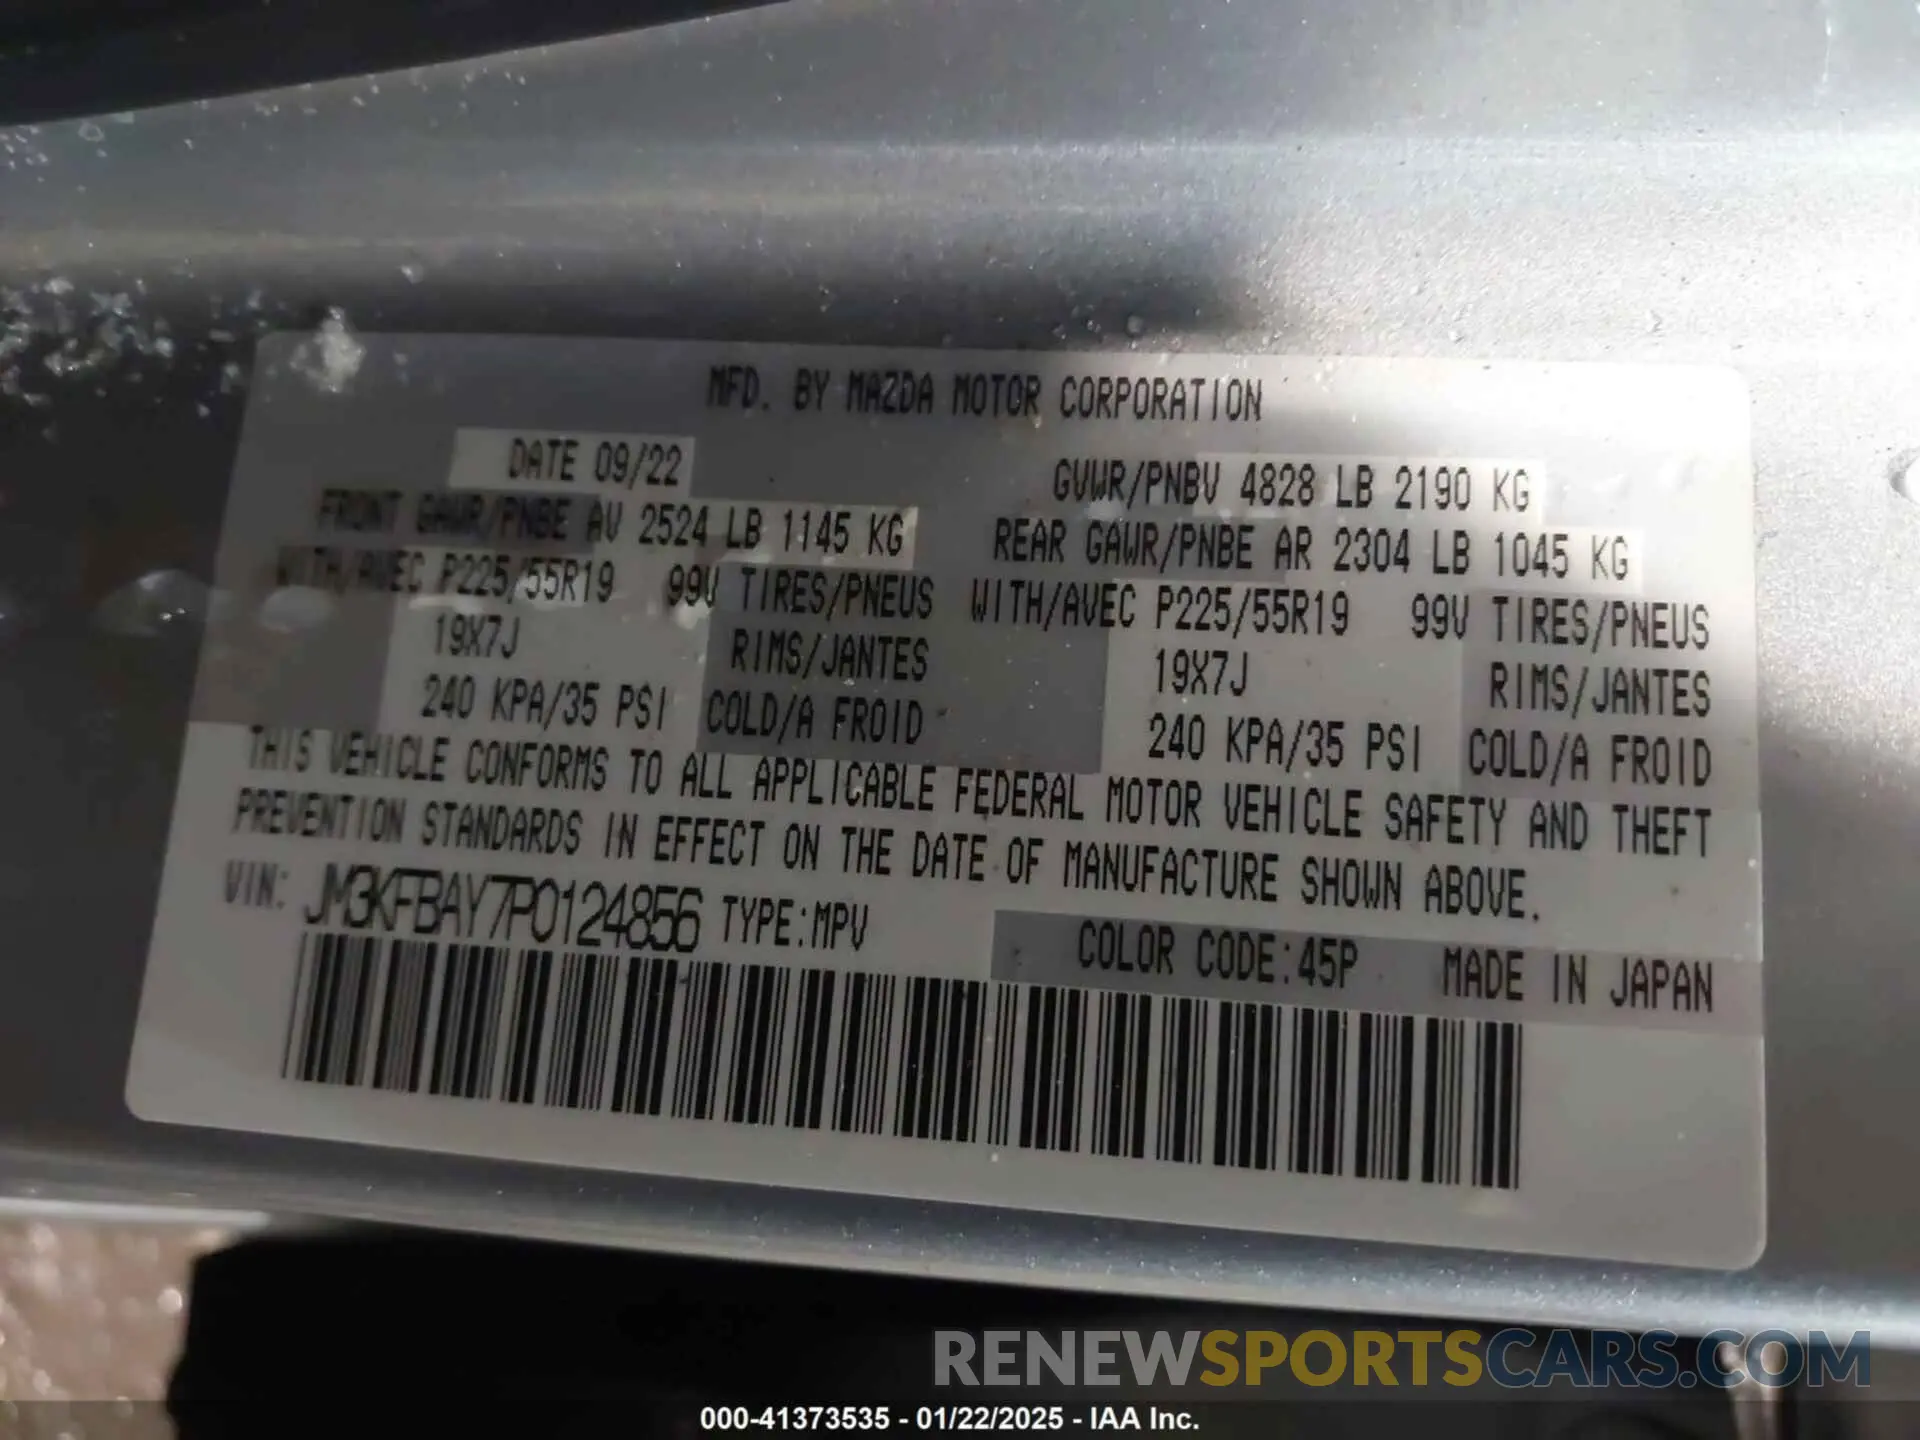 MFD. BY MAZDA MOTOR CORPORATION
DATE 09/22 GVWR/PNBV 4828 LB 2190 KG
FRONT GAWR/PNBE AV 2524 LB 1145 KG REAR GAWR/PNBE AR 2304 LB 1045 KG
WITH/AVEC P225/55R19 99V TIRES/PNEUS WITH/AVEC P225/55R19 99V TIRES/PNEUS
19X7J RIMS/JANTES 19X7J RIMS/JANTES
240 KPA/35 PSI COLD/A FROID 240 KPA/35 PSI COLD/A FROID
THIS VEHICLE CONFORMS TO ALL APPLICABLE FEDERAL MOTOR VEHICLE SAFETY AND THEFT
PREVENTION STANDARDS IN EFFECT ON THE DATE OF MANUFACTURE SHOWN ABOVE.
VIN: JM3KFBAY7P0124856 TYPE:MPV COLOR CODE:45P MADE IN JAPAN
RENEWSPORTSCARS.COM
000-41373535 - 01/22/2025 - IAA Inc.